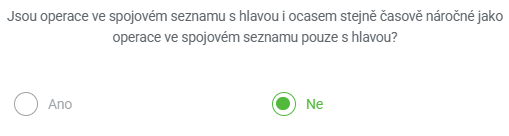 Jsou operace ve spojovém seznamu s hlavou i ocasem stejně časově náročné jako
operace ve spojovém seznamu pouze s hlavou?
Ano Ne